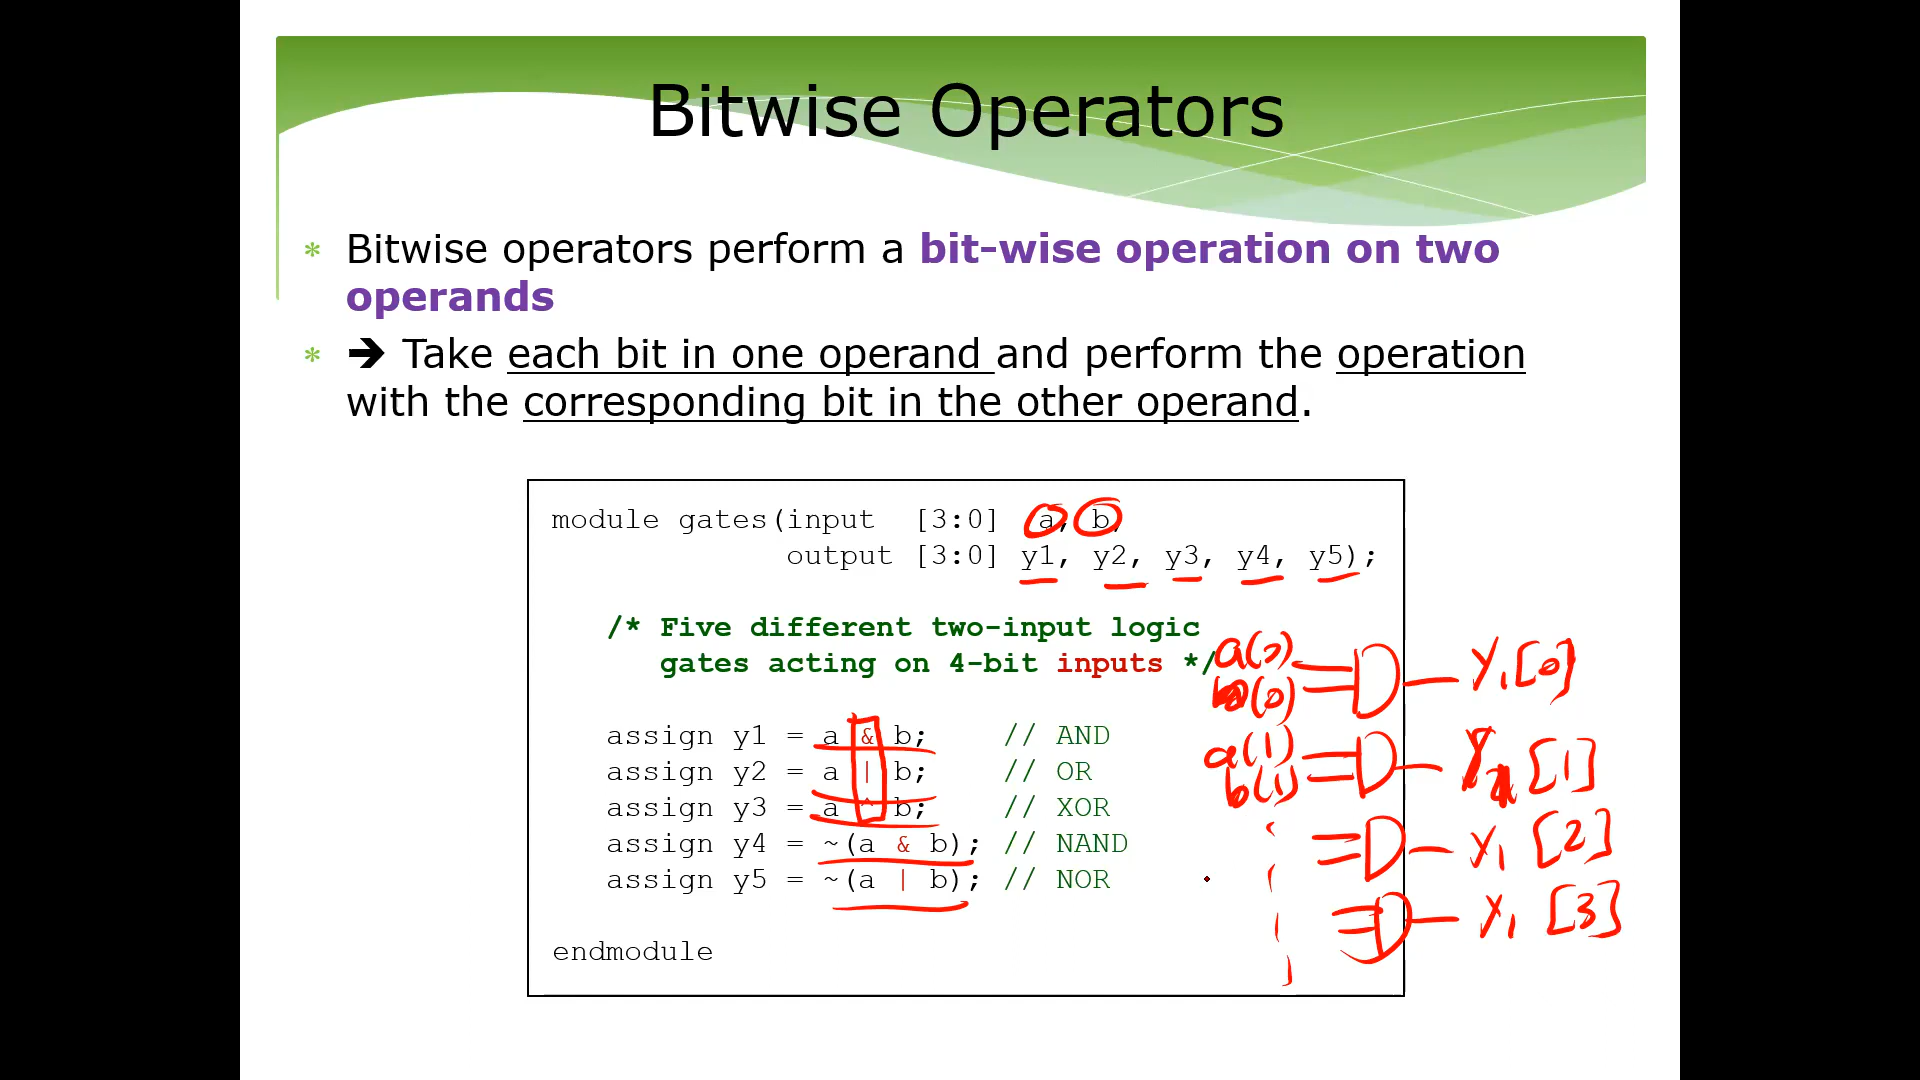 Bitwise Operators
* Bitwise operators perform a bit-wise operation on two
operands
* ➔ Take each bit in one operand and perform the operation
with the corresponding bit in the other operand.
module gates(input [3:0] a, b,
output [3:0] y1, y2, y3, y4, y5);
/* Five different two-input logic
gates acting on 4-bit inputs */
assign y1 = a & b; // AND
assign y2 = a | b; // OR
assign y3 = a ^ b; // XOR
assign y4 = ~(a & b); // NAND
assign y5 = ~(a | b); // NOR
endmodule
a(0)
b(0)
Y1[0]
a(1)
b(1)
Y1[1]
Y1[2]
Y1[3]